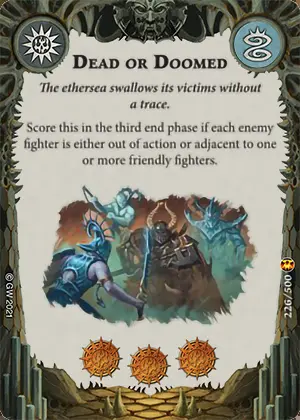 DEAD OR DOOMED
The ethersea swallows its victims without
a trace.
Score this in the third end phase if each enemy
fighter is either out of action or adjacent to one
or more friendly fighters.
© GW 2021
226/500